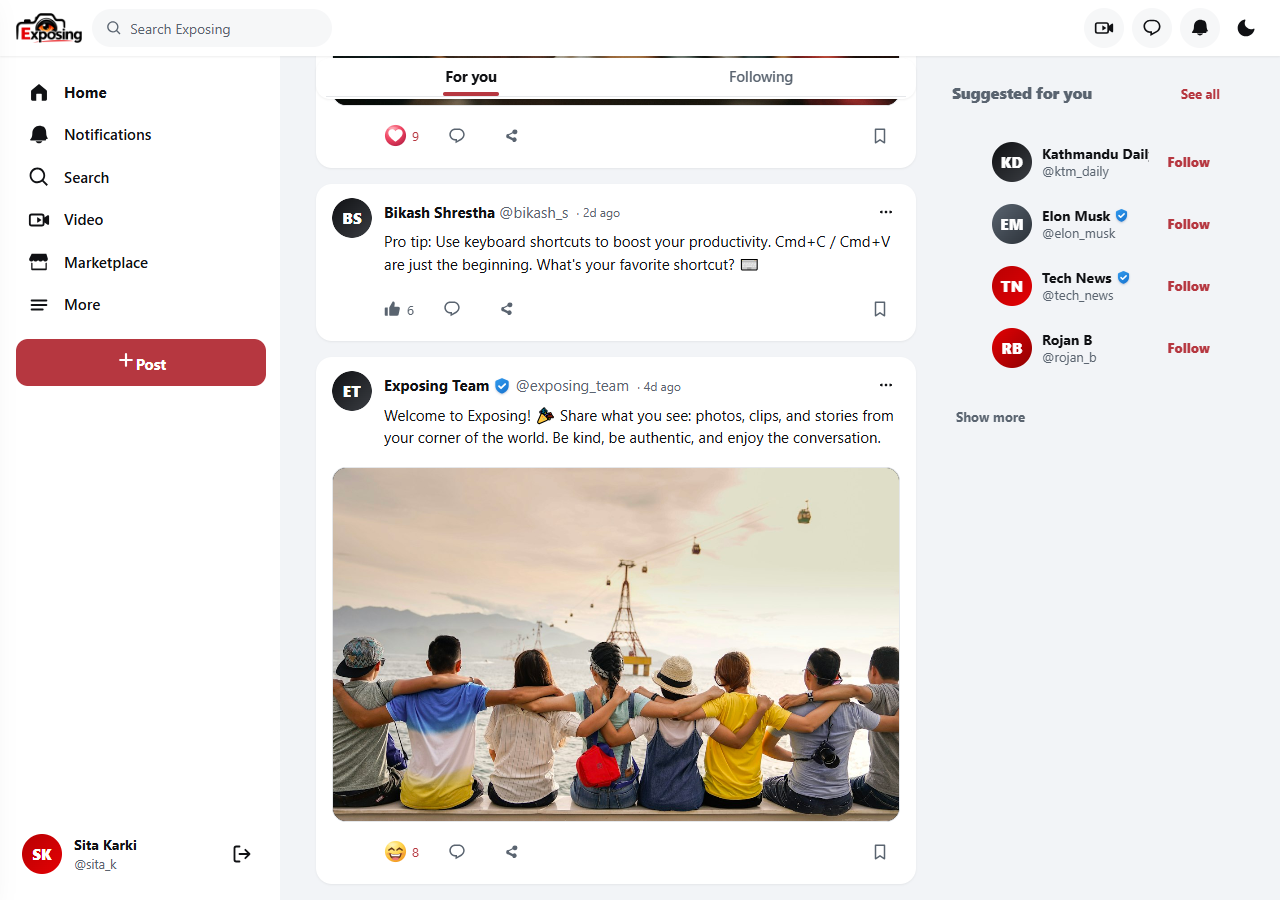 Exposing
Search Exposing
Home
Notifications
Search
Video
Marketplace
More
+ Post
SK
Sita Karki
@sita_k
For you
Following
9
BS
Bikash Shrestha @bikash_s · 2d ago
Pro tip: Use keyboard shortcuts to boost your productivity. Cmd+C / Cmd+V
are just the beginning. What's your favorite shortcut? ⌨️
6
ET
Exposing Team @exposing_team · 4d ago
Welcome to Exposing! 🎉 Share what you see: photos, clips, and stories from
your corner of the world. Be kind, be authentic, and enjoy the conversation.
8
Suggested for you
See all
KD
Kathmandu Dail
@ktm_daily
Follow
EM
Elon Musk
@elon_musk
Follow
TN
Tech News
@tech_news
Follow
RB
Rojan B
@rojan_b
Follow
Show more